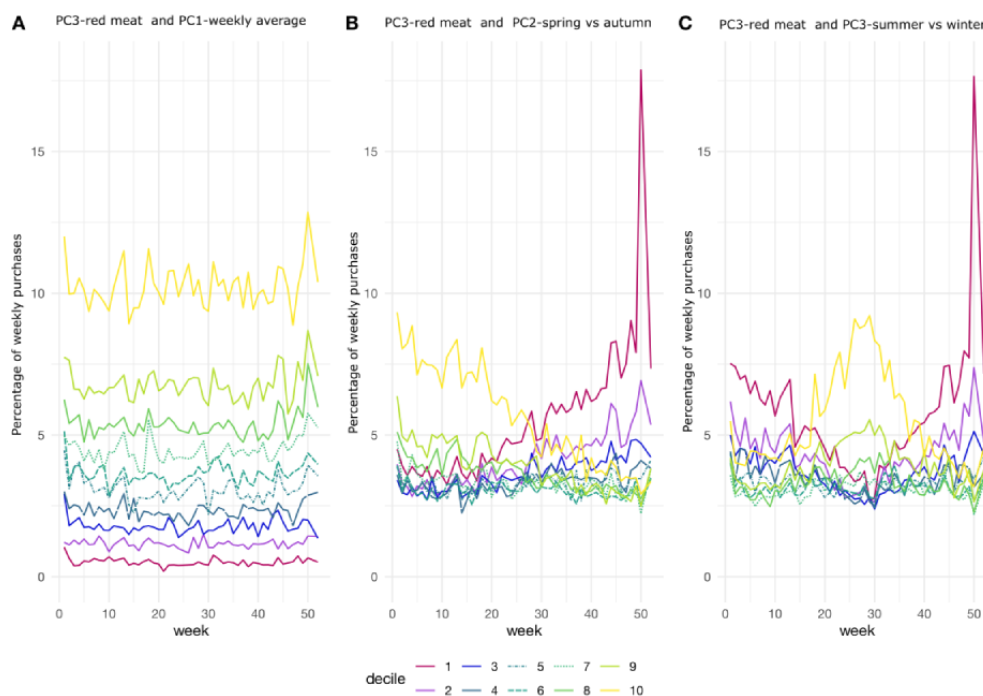 A PC3-red meat and PC1-weekly average
B PC3-red meat and PC2-spring vs autumn
C PC3-red meat and PC3-summer vs winter
Percentage of weekly purchases
15
10
5
0
0 10 20 30 40 50
week
Percentage of weekly purchases
15
10
5
0
0 10 20 30 40 50
week
Percentage of weekly purchases
15
10
5
0
0 10 20 30 40 50
week
decile
1 3 5 7 9
2 4 6 8 10